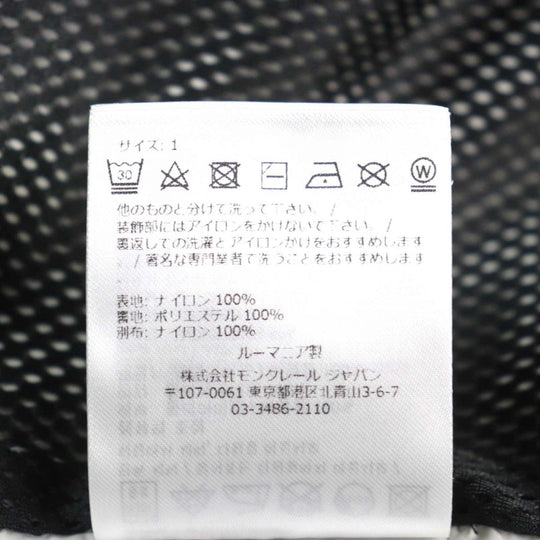 サイズ: 1
30
W
他のものと分けて洗って下さい。 /
装飾部にはアイロンをかけないで下さい。 /
裏返しての洗濯とアイロンかけをおすすめします
。 / 著名な専門業者で洗うことをおすすめします
表地: ナイロン 100%
裏地: ポリエステル 100%
別布: ナイロン 100%
ルーマニア製
株式会社モンクレール ジャパン
〒107-0061 東京都港区北青山3-6-7
03-3486-2110